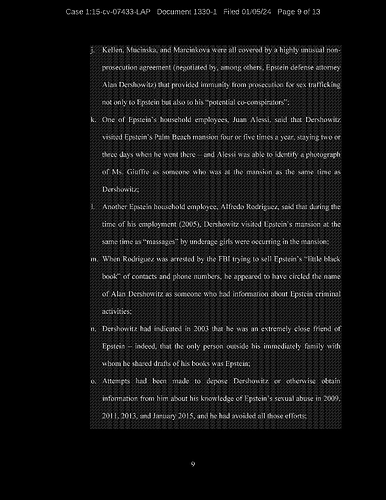 Case 1:15-cv-07433-LAP Document 1330-1 Filed 01/05/24 Page 9 of 13
j. Kellen, Mucinska, and Marcinkova were all covered by a highly unusual non-
prosecution agreement (negotiated by, among others, Epstein defense attorney
Alan Dershowitz) that provided immunity from prosecution for sex trafficking
not only to Epstein but also to his “potential co-conspirators”;
k. One of Epstein’s household employees, Juan Alessi, said that Dershowitz
visited Epstein’s Palm Beach mansion four or five times a year, staying two or
three days when he went there – and Alessi was able to identify a photograph
of Ms. Giuffre as someone who was at the mansion at the same time as
Dershowitz;
l. Another Epstein household employee, Alfredo Rodriguez, said that during the
time of his employment (2005), Dershowitz visited Epstein’s mansion at the
same time as “massages” by underage girls were occurring in the mansion;
m. When Rodriguez was arrested by the FBI trying to sell Epstein’s “little black
book” of contacts and phone numbers, he appeared to have circled the name
of Alan Dershowitz as someone who had information about Epstein criminal
activities;
n. Dershowitz had indicated in 2003 that he was an extremely close friend of
Epstein – indeed, that the only person outside his immediately family with
whom he shared drafts of his books was Epstein;
o. Attempts had been made to depose Dershowitz or otherwise obtain
information from him about his knowledge of Epstein’s sexual abuse in 2009,
2011, 2013, and January 2015, and he had avoided all those efforts;
9